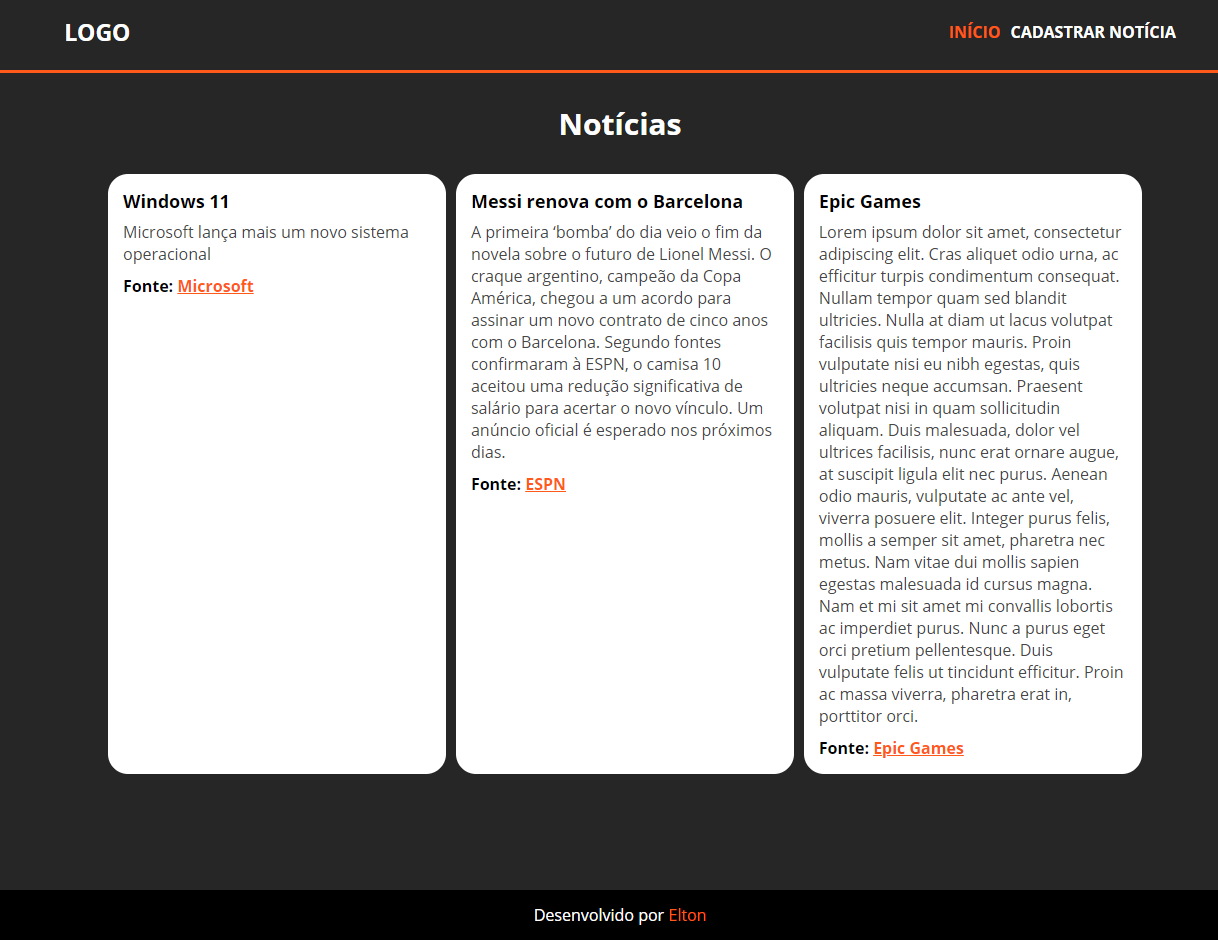 LOGO
INÍCIO CADASTRAR NOTÍCIA
Notícias
Windows 11
Microsoft lança mais um novo sistema
operacional
Fonte: Microsoft
Messi renova com o Barcelona
A primeira ‘bomba’ do dia veio o fim da
novela sobre o futuro de Lionel Messi. O
craque argentino, campeão da Copa
América, chegou a um acordo para
assinar um novo contrato de cinco anos
com o Barcelona. Segundo fontes
confirmaram à ESPN, o camisa 10
aceitou uma redução significativa de
salário para acertar o novo vínculo. Um
anúncio oficial é esperado nos próximos
dias.
Fonte: ESPN
Epic Games
Lorem ipsum dolor sit amet, consectetur
adipiscing elit. Cras aliquet odio urna, ac
efficitur turpis condimentum consequat.
Nullam tempor quam sed blandit
ultricies. Nulla at diam ut lacus volutpat
facilisis quis tempor mauris. Proin
vulputate nisi eu nibh egestas, quis
ultricies neque accumsan. Praesent
volutpat nisi in quam sollicitudin
aliquam. Duis malesuada, dolor vel
ultrices facilisis, nunc erat ornare augue,
at suscipit ligula elit nec purus. Aenean
odio mauris, vulputate ac ante vel,
viverra posuere elit. Integer purus felis,
mollis a semper sit amet, pharetra nec
metus. Nam vitae dui mollis sapien
egestas malesuada id cursus magna.
Nam et mi sit amet mi convallis lobortis
ac imperdiet purus. Nunc a purus eget
orci pretium pellentesque. Duis
vulputate felis ut tincidunt efficitur. Proin
ac massa viverra, pharetra erat in,
porttitor orci.
Fonte: Epic Games
Desenvolvido por Elton